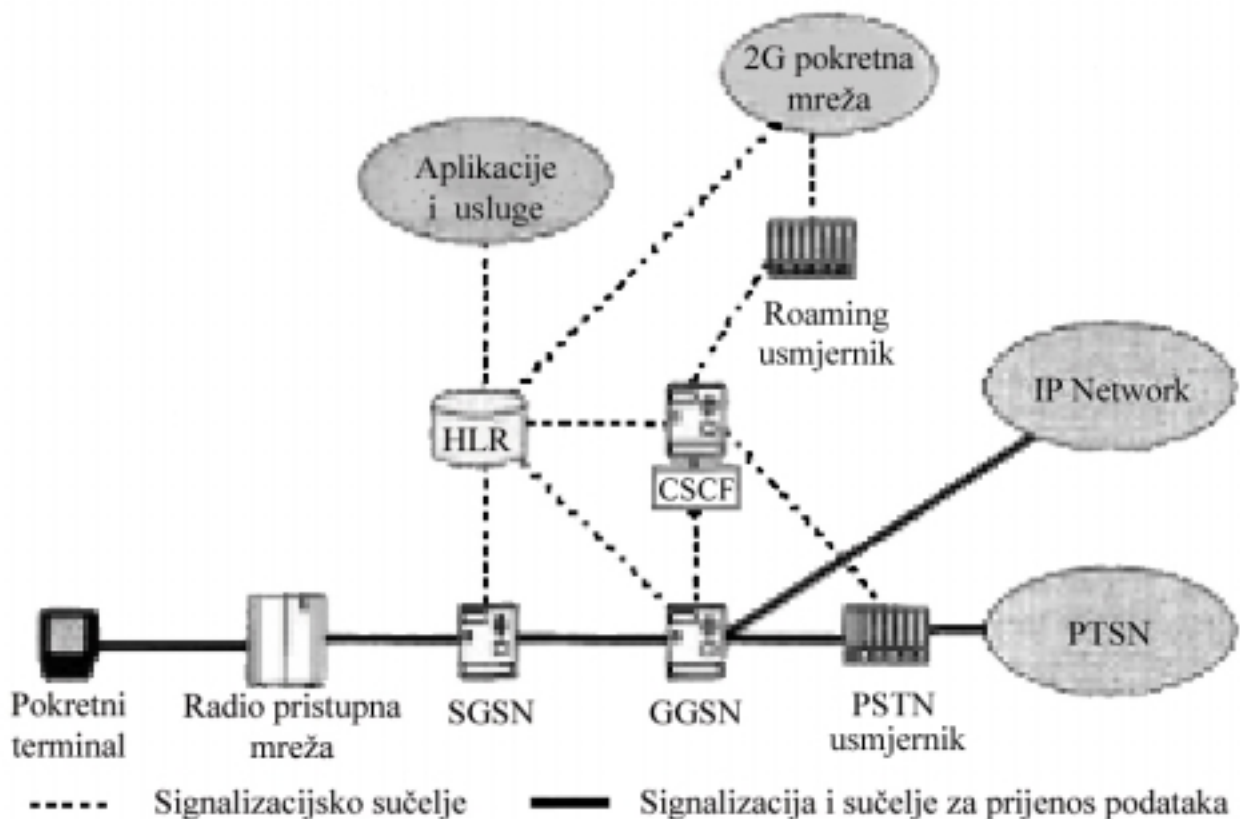 2G pokretna
mreža
Aplikacije
i usluge
Roaming
usmjernik
IP Network
HLR
CSCF
PTSN
Pokretni
terminal
Radio pristupna
mreža
SGSN
GGSN
PSTN
usmjernik
Signalizacijsko sučelje
Signalizacija i sučelje za prijenos podataka